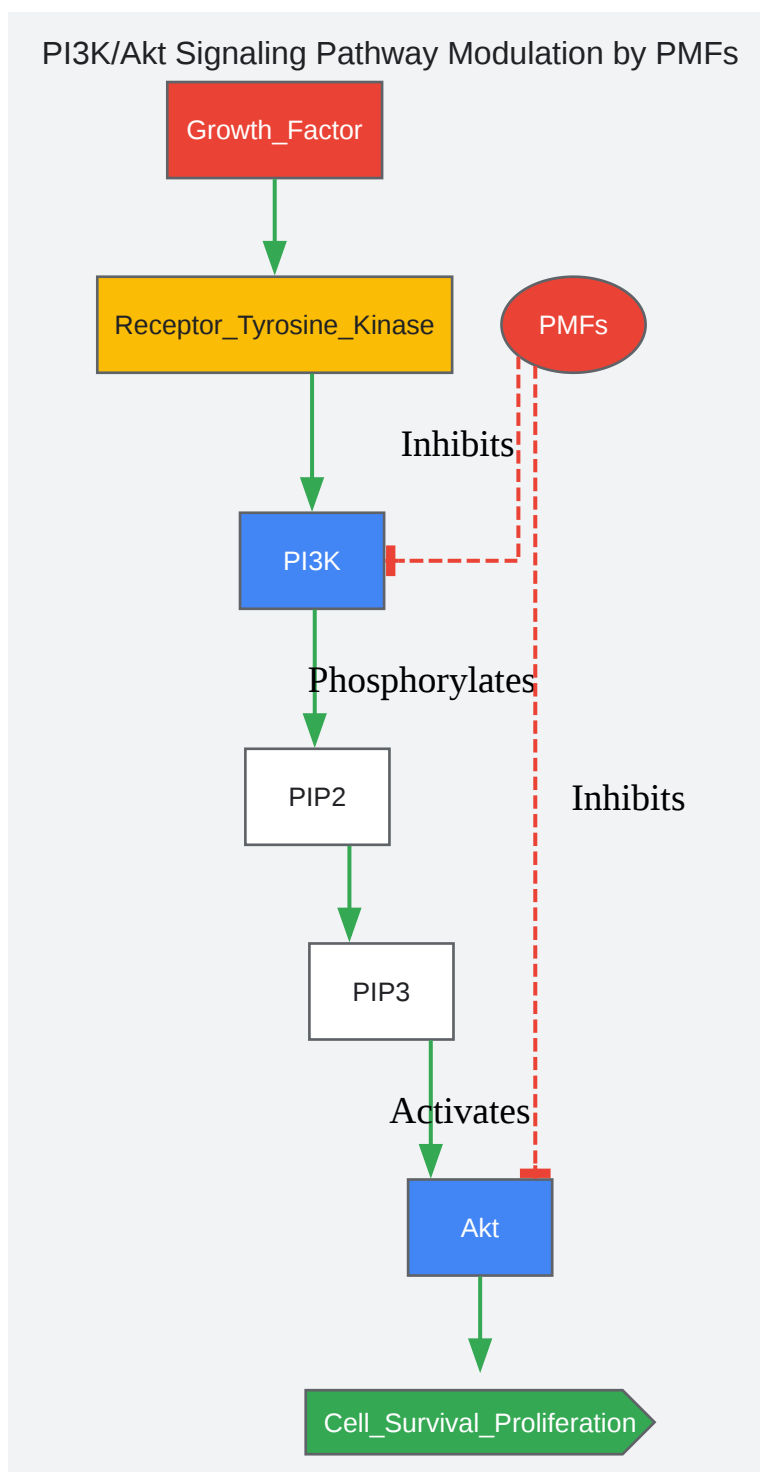 PI3K/Akt Signaling Pathway Modulation by PMFs
Growth_Factor
Receptor_Tyrosine_Kinase
PMFs
Inhibits
PI3K
Phosphorylates
PIP2
Inhibits
PIP3
Activates
Akt
Cell_Survival_Proliferation